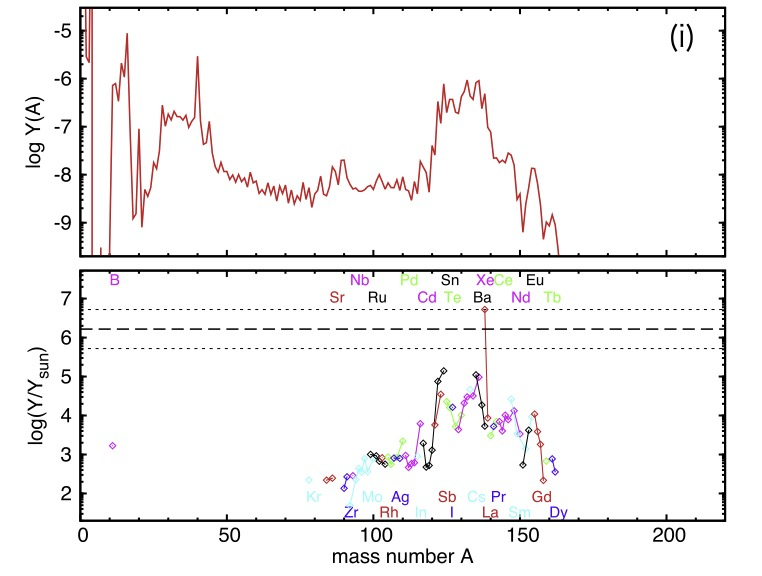 (i)
log Y(A)
-5
-6
-7
-8
-9
B Nb Pd Sn Xe Ce Eu
Sr Ru Cd Te Ba Nd Tb
log(Y/Ysun)
7
6
5
4
3
2
Kr Mo Ag Sb Cs Pr Gd
Zr Rh In I La Sm Dy
0 50 100 150 200
mass number A